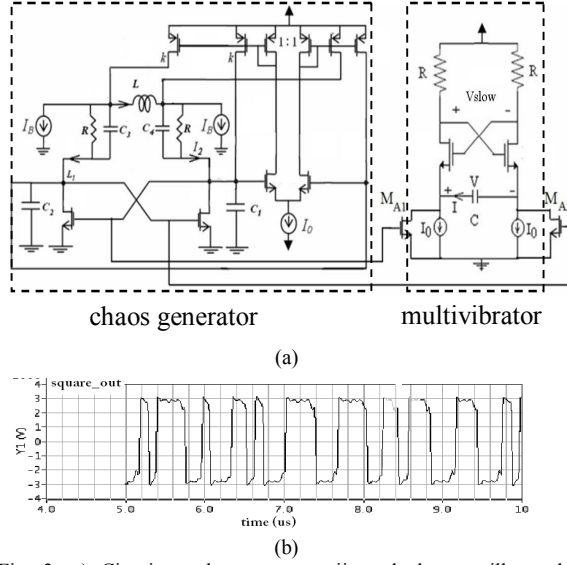 1:1
k
k
L
I_B
R
C_3
C_4
R
I_B
I_2
L_1
C_2
C_1
I_0
R
R
Vslow
+
-
V
+
-
I
C
M_A1
I_0
I_0
M_A
chaos generator
multivibrator
(a)
square_out
Y1 (V)
4
3
2
1
0
-1
-2
-3
-4
4.0
5.0
6.0
7.0
8.0
9.0
10
time (us)
(b)